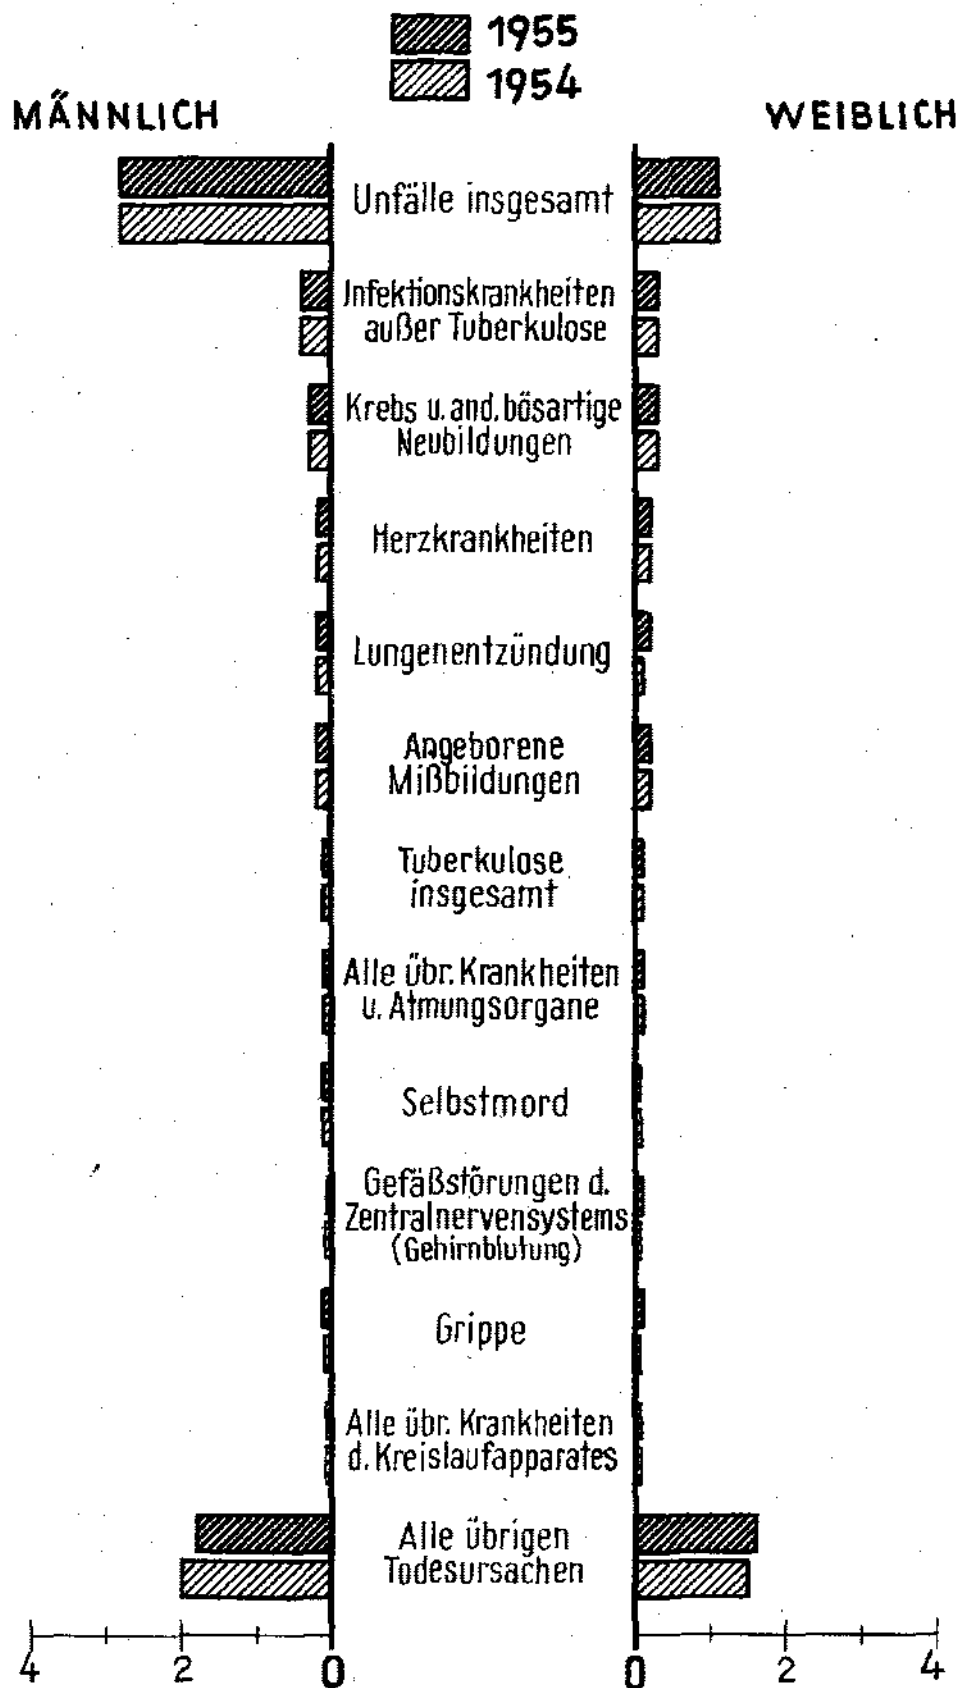 1955
1954
MÄNNLICH
WEIBLICH
Unfälle insgesamt
Infektionskrankheiten
außer Tuberkulose
Krebs u. and. bösartige
Neubildungen
Herzkrankheiten
Lungenentzündung
Angeborene
Mißbildungen
Tuberkulose
insgesamt
Alle übr. Krankheiten
u. Atmungsorgane
Selbstmord
Gefäßstörungen d.
Zentralnervensystems
(Gehirnblutung)
Grippe
Alle übr. Krankheiten
d. Kreislaufapparates
Alle übrigen
Todesursachen
4 2 0 0 2 4